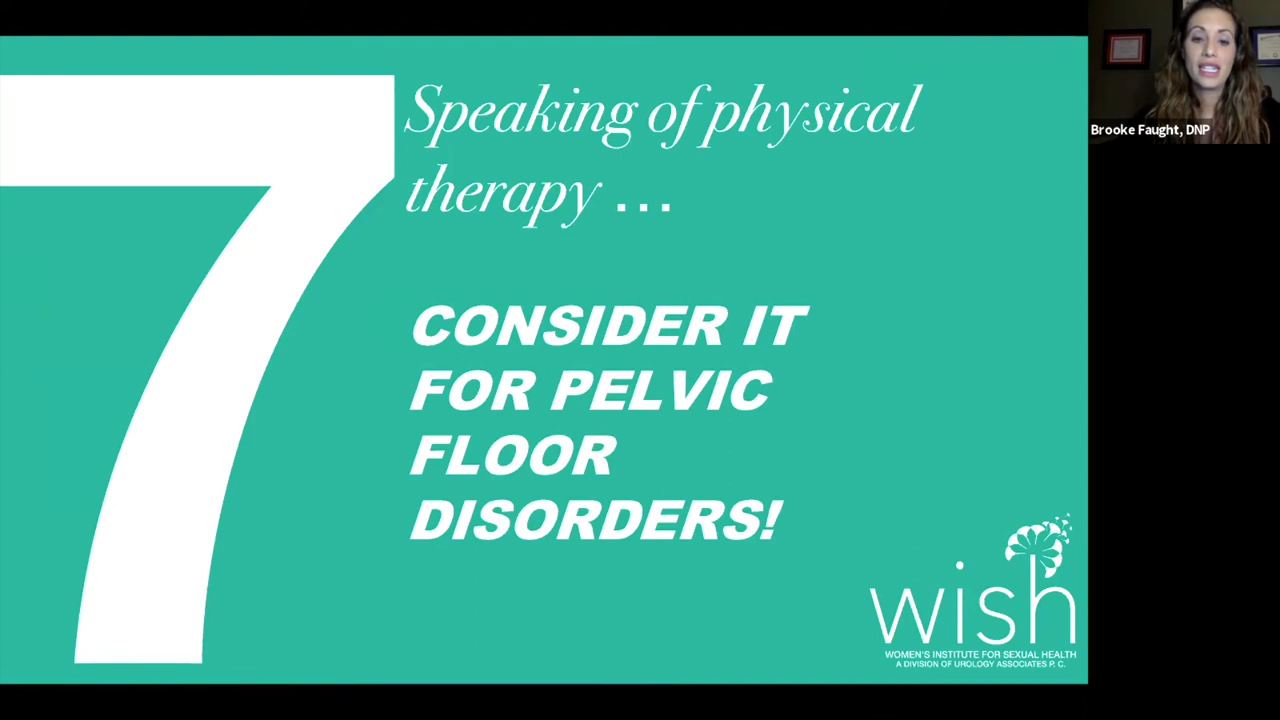 7
Speaking of physical
therapy ...
CONSIDER IT
FOR PELVIC
FLOOR
DISORDERS!
wish
WOMEN'S INSTITUTE FOR SEXUAL HEALTH
A DIVISION OF UROLOGY ASSOCIATES P. C.
Brooke Faught, DNP